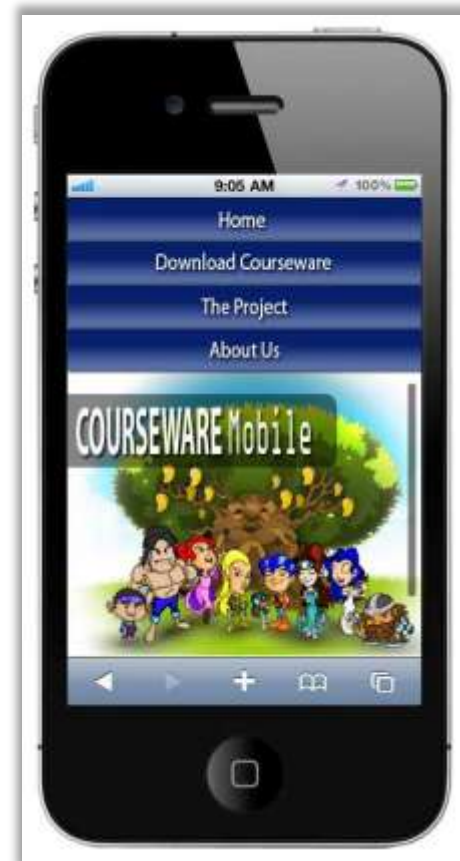 9:05 AM 100%
Home
Download Courseware
The Project
About Us
COURSEWARE Mobile